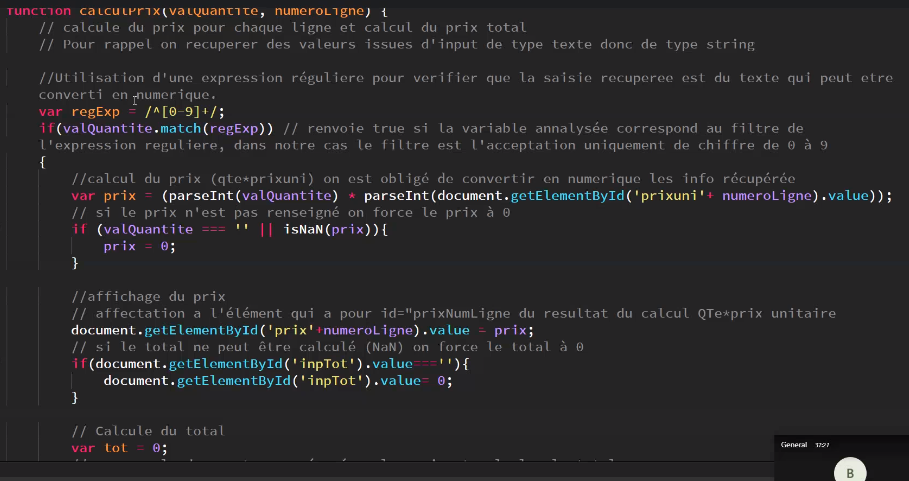 function calculPrix(valQuantite, numeroLigne) {
// calcule du prix pour chaque ligne et calcul du prix total
// Pour rappel on recuperer des valeurs issues d'input de type texte donc de type string
//Utilisation d'une expression réguliere pour verifier que la saisie recuperee est du texte qui peut etre
converti en numerique.
var regExp = /^[0-9]+/;
if(valQuantite.match(regExp)) // renvoie true si la variable annalysée correspond au filtre de
l'expression reguliere, dans notre cas le filtre est l'acceptation uniquement de chiffre de 0 à 9
{
//calcul du prix (qte*prixuni) on est obligé de convertir en numerique les info récupérée
var prix = (parseInt(valQuantite) * parseInt(document.getElementById('prixuni'+ numeroLigne).value));
// si le prix n'est pas renseigné on force le prix à 0
if (valQuantite === '' || isNaN(prix)){
prix = 0;
}
//affichage du prix
// affectation a l'élément qui a pour id="prixNumLigne du resultat du calcul QTe*prix unitaire
document.getElementById('prix'+numeroLigne).value = prix;
// si le total ne peut être calculé (NaN) on force le total à 0
if(document.getElementById('inpTot').value===''){
document.getElementById('inpTot').value= 0;
}
// Calcule du total
var tot = 0;
General 17:27
B